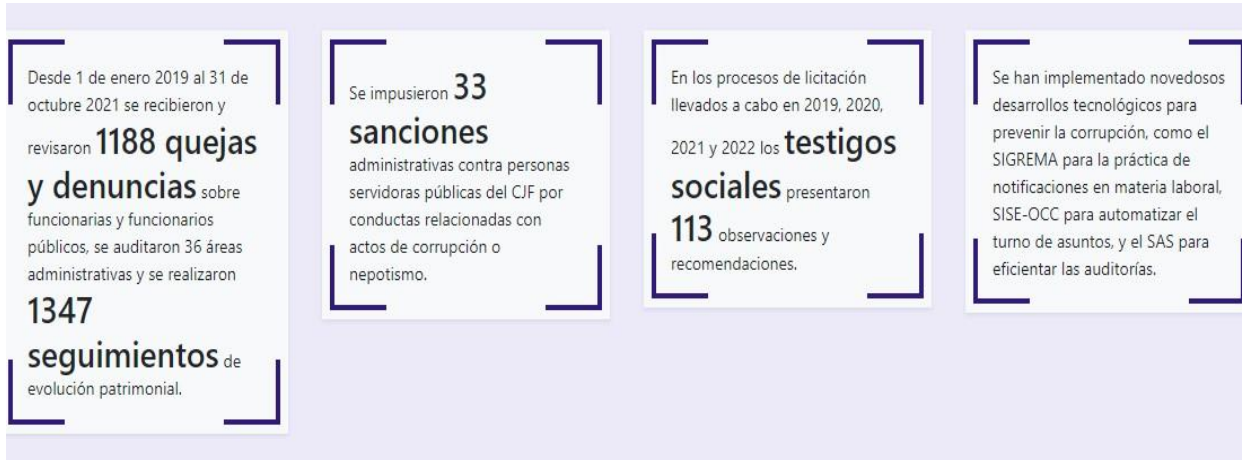 Desde 1 de enero 2019 al 31 de
octubre 2021 se recibieron y
revisaron 1188 quejas
y denuncias sobre
funcionarias y funcionarios
públicos, se auditaron 36 áreas
administrativas y se realizaron
1347
seguimientos de
evolución patrimonial.
Se impusieron 33
sanciones
administrativas contra personas
servidoras públicas del CJF por
conductas relacionadas con
actos de corrupción o
nepotismo.
En los procesos de licitación
llevados a cabo en 2019, 2020,
2021 y 2022 los testigos
sociales presentaron
113 observaciones y
recomendaciones.
Se han implementado novedosos
desarrollos tecnológicos para
prevenir la corrupción, como el
SIGREMA para la práctica de
notificaciones en materia laboral,
SISE-OCC para automatizar el
turno de asuntos, y el SAS para
eficientar las auditorías.